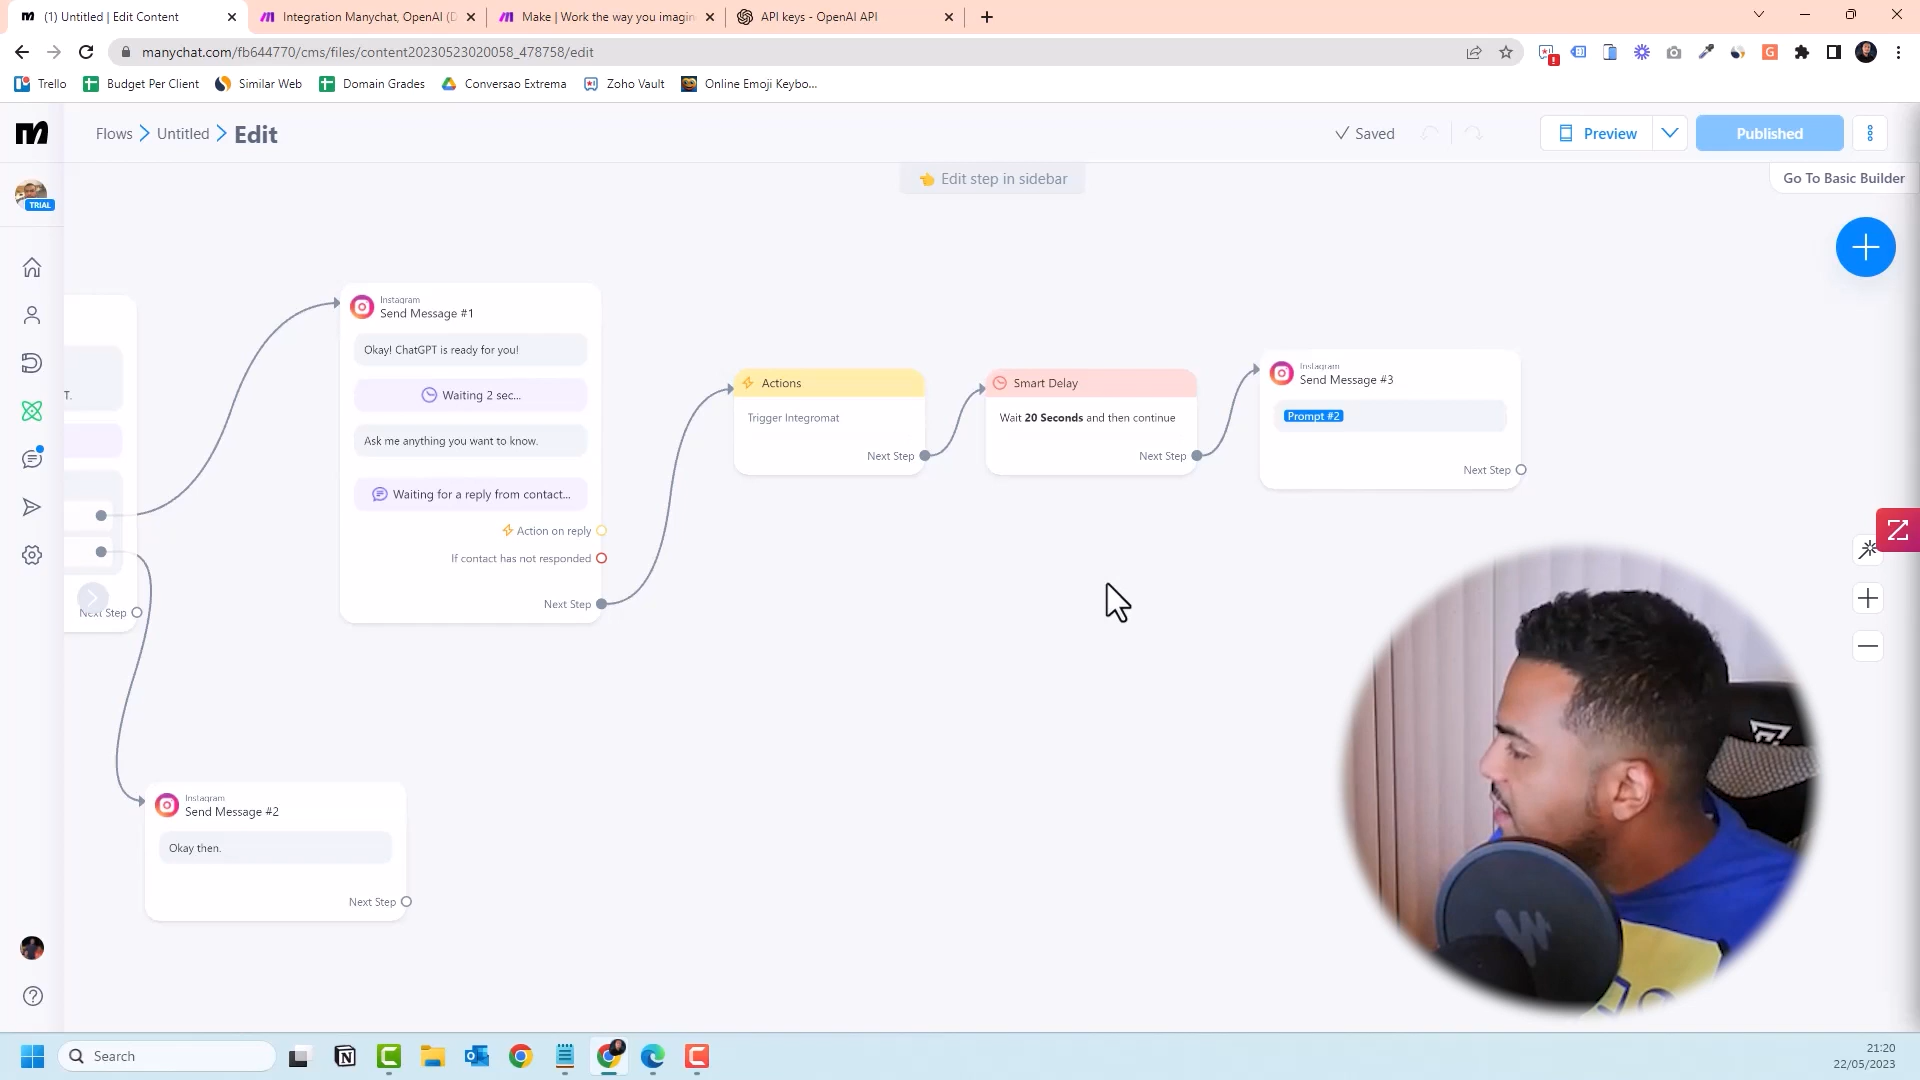 (1) Untitled | Edit Content
Integration Manychat, OpenAI (D
Make | Work the way you imagin
API keys - OpenAI API
manychat.com/fb644770/cms/files/content20230523020058_478758/edit
Trello
Budget Per Client
Similar Web
Domain Grades
Conversao Extrema
Zoho Vault
Online Emoji Keybo...
Flows
Untitled
Edit
Saved
Preview
Published
👈 Edit step in sidebar
Go To Basic Builder
TRIAL
T.
Next Step
Instagram
Send Message #1
Okay! ChatGPT is ready for you!
Waiting 2 sec...
Ask me anything you want to know.
Waiting for a reply from contact...
Action on reply
If contact has not responded
Next Step
Actions
Trigger Integromat
Next Step
Smart Delay
Wait 20 Seconds and then continue
Next Step
Instagram
Send Message #3
Prompt #2
Next Step
Instagram
Send Message #2
Okay then.
Next Step
Search
21:20
22/05/2023